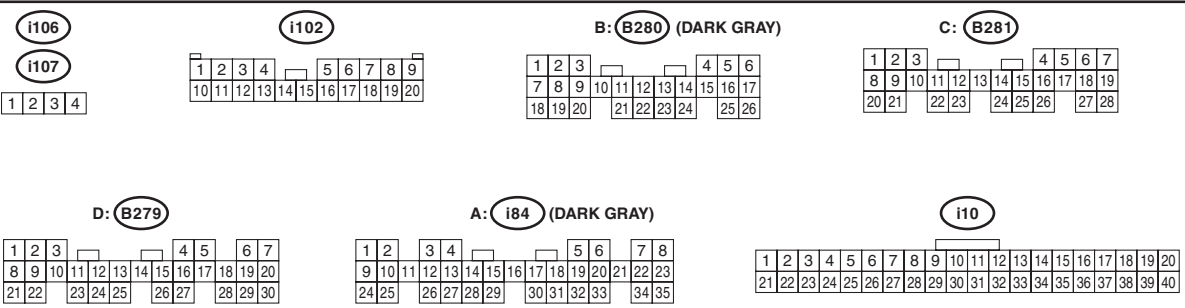 i106
i107
1 2 3 4
i102
1 2 3 4 5 6 7 8 9
10 11 12 13 14 15 16 17 18 19 20
B: B280 (DARK GRAY)
1 2 3 4 5 6
7 8 9 10 11 12 13 14 15 16 17
18 19 20 21 22 23 24 25 26
C: B281
1 2 3 4 5 6 7
8 9 10 11 12 13 14 15 16 17 18 19
20 21 22 23 24 25 26 27 28
D: B279
1 2 3 4 5 6 7
8 9 10 11 12 13 14 15 16 17 18 19 20
21 22 23 24 25 26 27 28 29 30
A: i84 (DARK GRAY)
1 2 3 4 5 6 7 8
9 10 11 12 13 14 15 16 17 18 19 20 21 22 23
24 25 26 27 28 29 30 31 32 33 34 35
i10
1 2 3 4 5 6 7 8 9 10 11 12 13 14 15 16 17 18 19 20
21 22 23 24 25 26 27 28 29 30 31 32 33 34 35 36 37 38 39 40